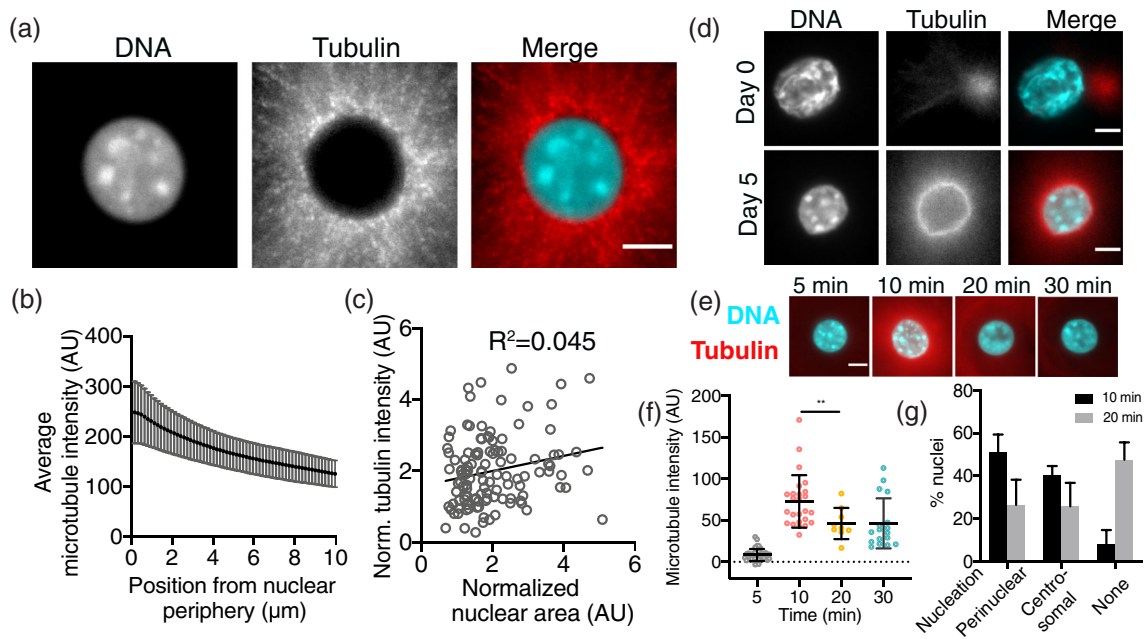 (a)
DNA Tubulin Merge
(b)
Average
microtubule intensity (AU)
400
300
200
100
0
0 2 4 6 8 10
Position from nuclear
periphery (µm)
(c)
Norm. tubulin intensity (AU)
6
4
2
0
R²=0.045
0 2 4 6
Normalized
nuclear area (AU)
(d)
DNA Tubulin Merge
Day 0
Day 5
(e)
5 min 10 min 20 min 30 min
DNA
Tubulin
(f)
Microtubule intensity (AU)
200
150
100
50
0
**
5 10 20 30
Time (min)
(g)
% nuclei
80
60
40
20
0
10 min
20 min
Nucleation
Perinuclear
Centro-
somal
None